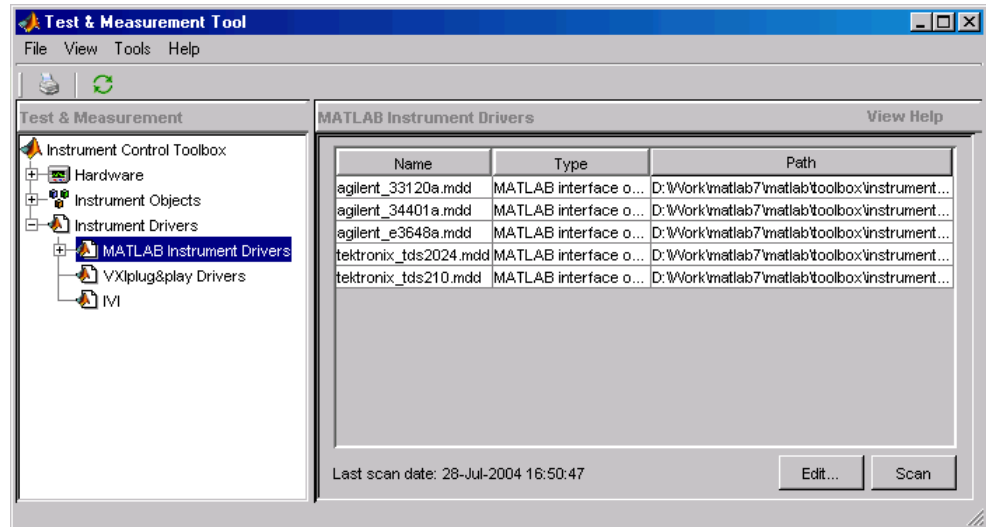 Test & Measurement Tool
File View Tools Help
Test & Measurement
Instrument Control Toolbox
Hardware
Instrument Objects
Instrument Drivers
MATLAB Instrument Drivers
VXIplug&play Drivers
IVI
MATLAB Instrument Drivers View Help
Name Type Path
agilent_33120a.mdd MATLAB interface o... D:\Work\matlab7\matlab\toolbox\instrument...
agilent_34401a.mdd MATLAB interface o... D:\Work\matlab7\matlab\toolbox\instrument...
agilent_e3648a.mdd MATLAB interface o... D:\Work\matlab7\matlab\toolbox\instrument...
tektronix_tds2024.mdd MATLAB interface o... D:\Work\matlab7\matlab\toolbox\instrument...
tektronix_tds210.mdd MATLAB interface o... D:\Work\matlab7\matlab\toolbox\instrument...
Last scan date: 28-Jul-2004 16:50:47 Edit... Scan